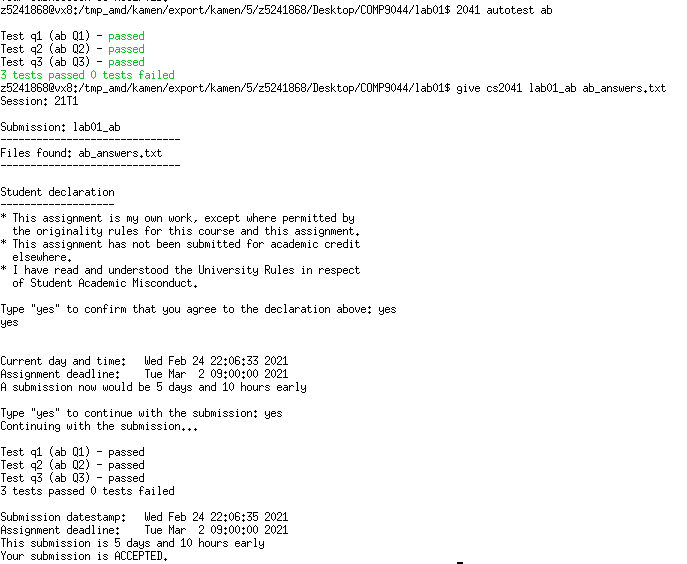 z5241868@vx8:/tmp_amd/kamen/export/kamen/5/z5241868/Desktop/COMP9044/lab01$ 2041 autotest ab
Test q1 (ab Q1) - passed
Test q2 (ab Q2) - passed
Test q3 (ab Q3) - passed
3 tests passed 0 tests failed
z5241868@vx8:/tmp_amd/kamen/export/kamen/5/z5241868/Desktop/COMP9044/lab01$ give cs2041 lab01_ab ab_answers.txt
Session: 21T1
Submission: lab01_ab
------------------------------
Files found: ab_answers.txt
------------------------------
Student declaration
-------------------
* This assignment is my own work, except where permitted by
the originality rules for this course and this assignment.
* This assignment has not been submitted for academic credit
elsewhere.
* I have read and understood the University Rules in respect
of Student Academic Misconduct.
Type "yes" to confirm that you agree to the declaration above: yes
yes
Current day and time:   Wed Feb 24 22:06:33 2021
Assignment deadline:    Tue Mar  2 09:00:00 2021
A submission now would be 5 days and 10 hours early
Type "yes" to continue with the submission: yes
Continuing with the submission...
Test q1 (ab Q1) - passed
Test q2 (ab Q2) - passed
Test q3 (ab Q3) - passed
3 tests passed 0 tests failed
Submission datestamp:   Wed Feb 24 22:06:35 2021
Assignment deadline:    Tue Mar  2 09:00:00 2021
This submission is 5 days and 10 hours early
Your submission is ACCEPTED.